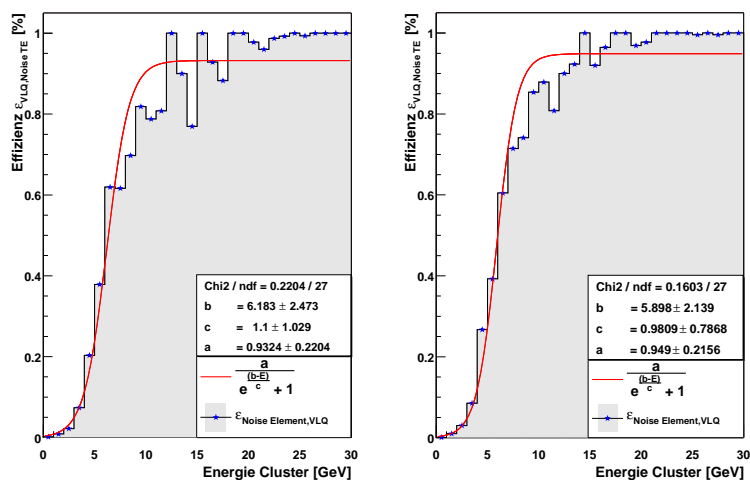 Effizienz ε_VLQ,Noise TE [%]
1
0.8
0.6
0.4
0.2
0
0 5 10 15 20 25 30
Energie Cluster [GeV]
Chi2 / ndf = 0.2204 / 27
b = 6.183 ± 2.473
c = 1.1 ± 1.029
a = 0.9324 ± 0.2204
a
(b-E)
c
e + 1
ε_Noise Element,VLQ
Effizienz ε_VLQ,Noise TE [%]
1
0.8
0.6
0.4
0.2
0
0 5 10 15 20 25 30
Energie Cluster [GeV]
Chi2 / ndf = 0.1603 / 27
b = 5.898 ± 2.139
c = 0.9809 ± 0.7868
a = 0.949 ± 0.2156
a
(b-E)
c
e + 1
ε_Noise Element,VLQ